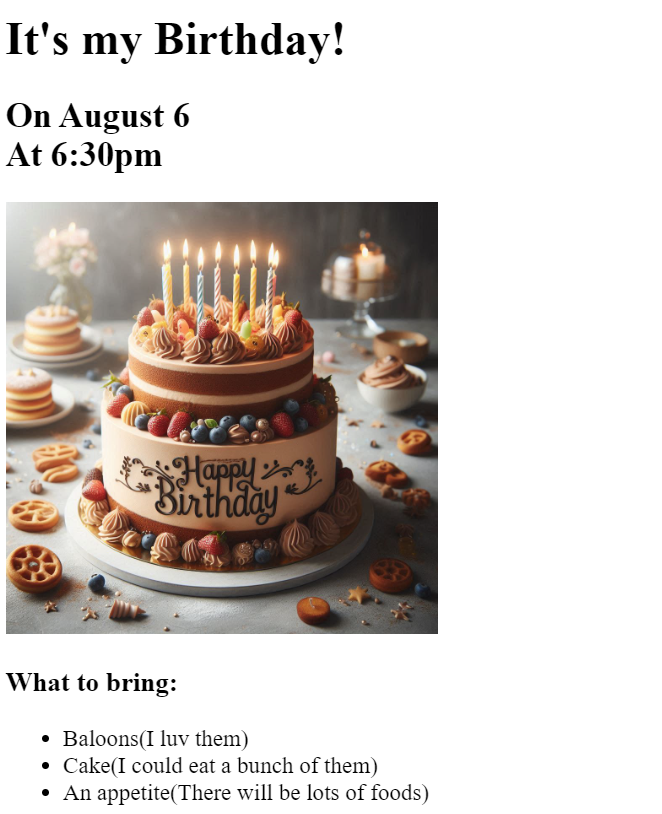 It's my Birthday!
On August 6
At 6:30pm
Happy
Birthday
What to bring:
Baloons(I luv them)
Cake(I could eat a bunch of them)
An appetite(There will be lots of foods)